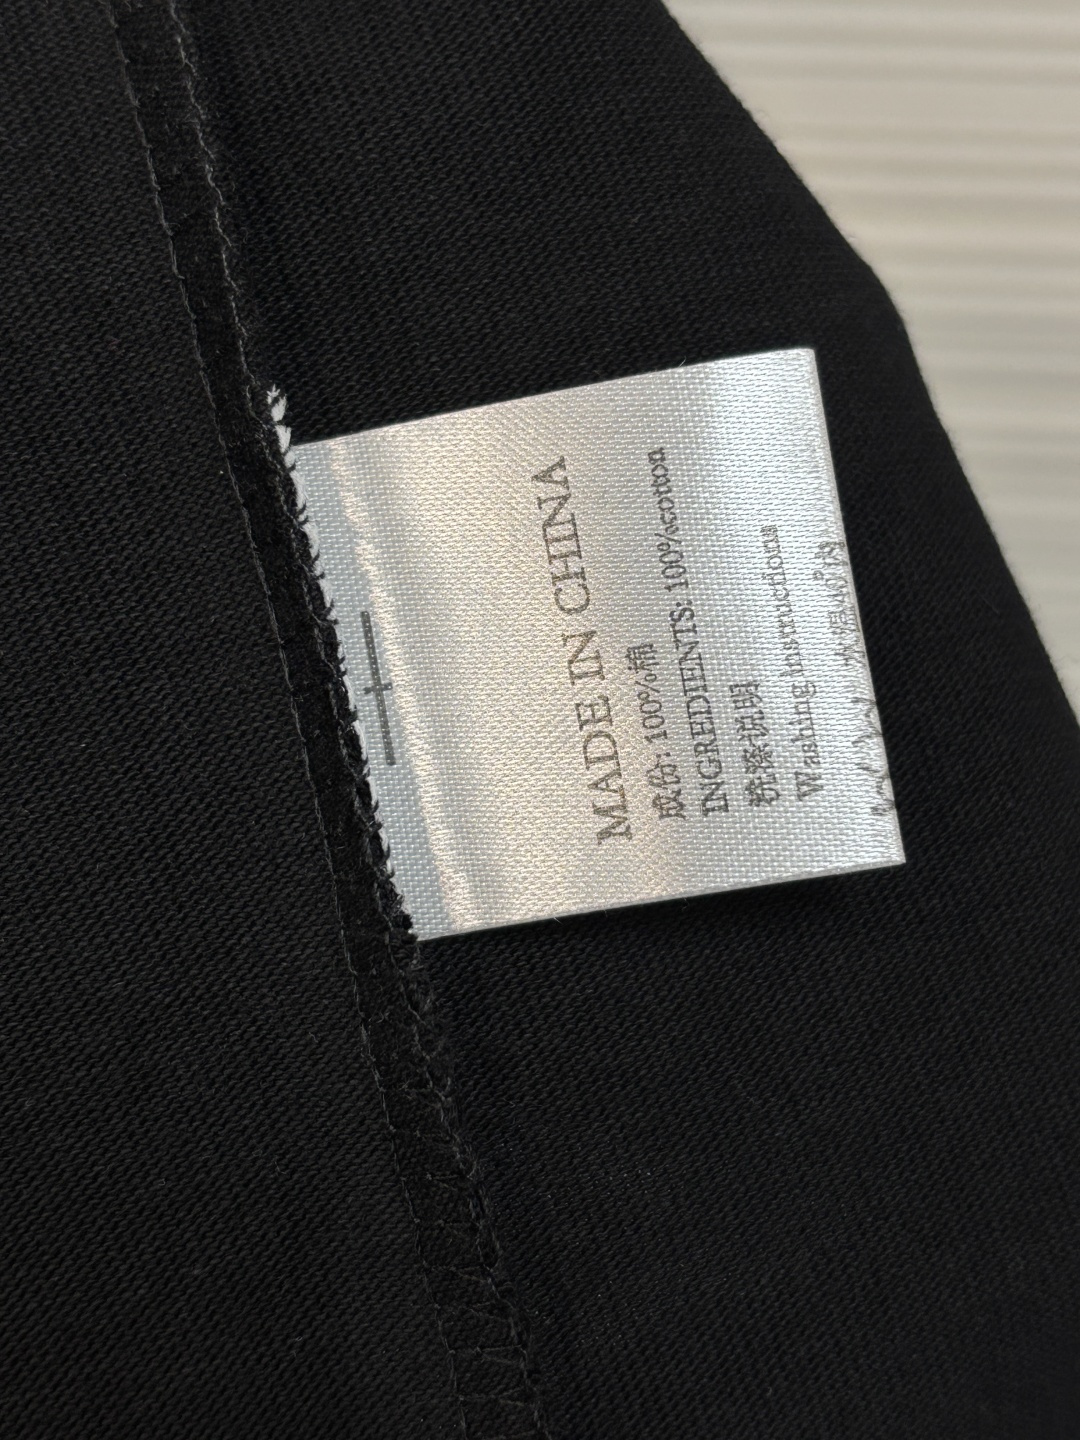 MADE IN CHINA
成份: 100%棉
INGREDIENTS: 100%cotton
洗涤说明
Washing instructions